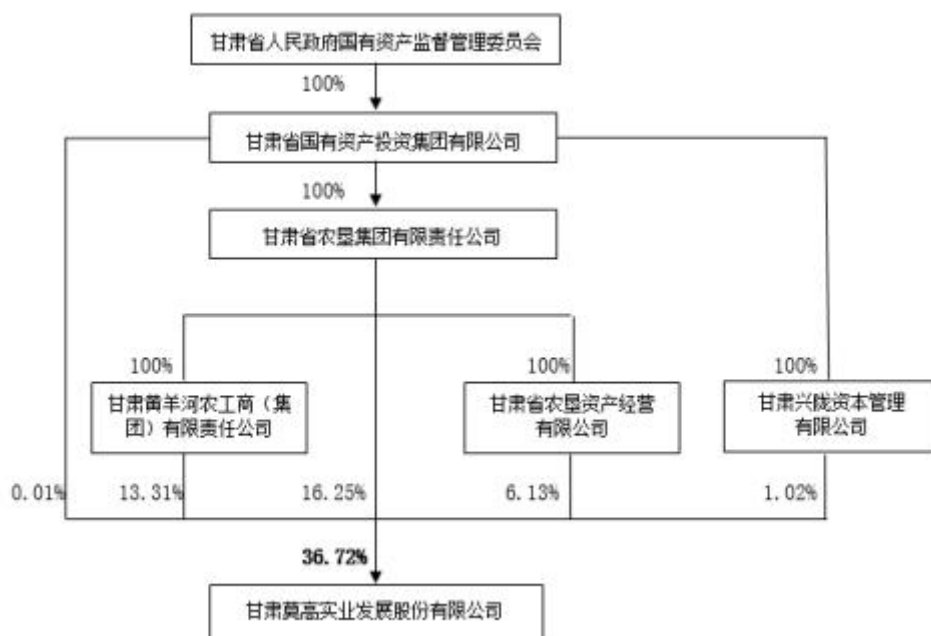 甘肃省人民政府国有资产监督管理委员会
100%
甘肃省国有资产投资集团有限公司
100%
甘肃省农垦集团有限责任公司
100%
100%
100%
甘肃黄羊河农工商（集
团）有限责任公司
甘肃省农垦资产经营
有限公司
甘肃兴陇资本管理
有限公司
0.01%
13.31%
16.25%
6.13%
1.02%
36.72%
甘肃莫高实业发展股份有限公司